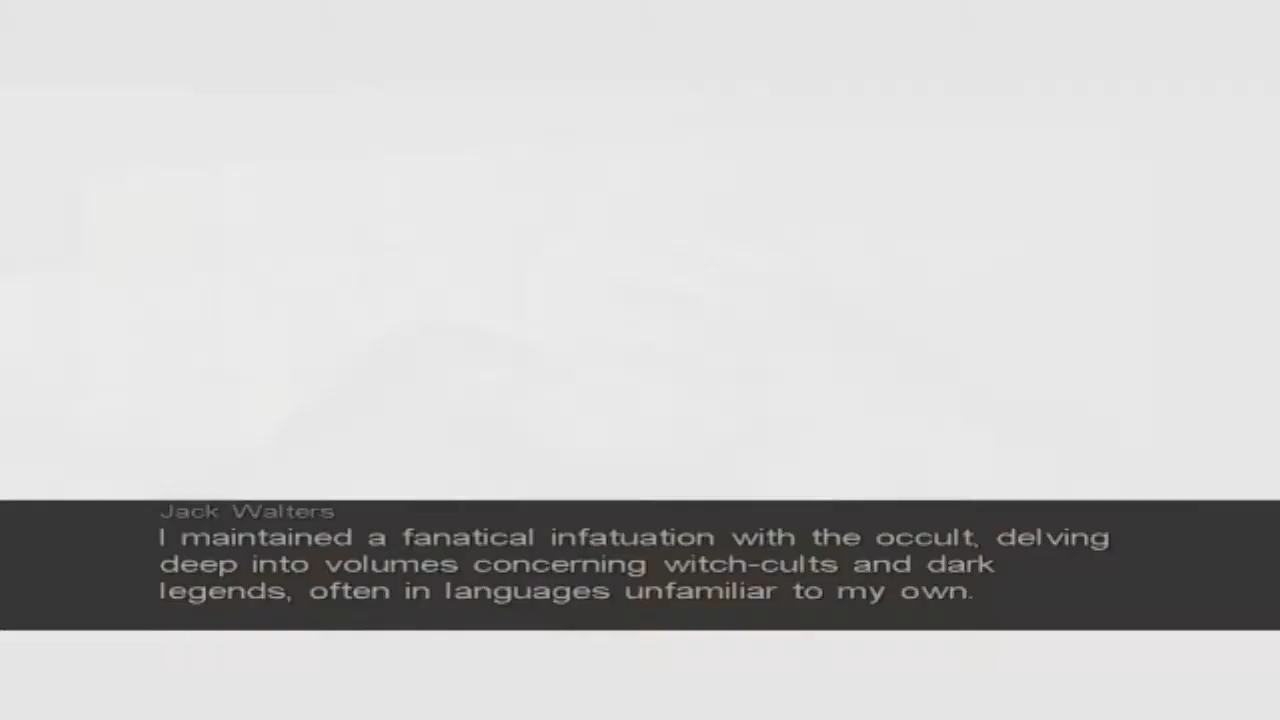 Jack Walters
I maintained a fanatical infatuation with the occult, delving
deep into volumes concerning witch-cults and dark
legends, often in languages unfamiliar to my own.